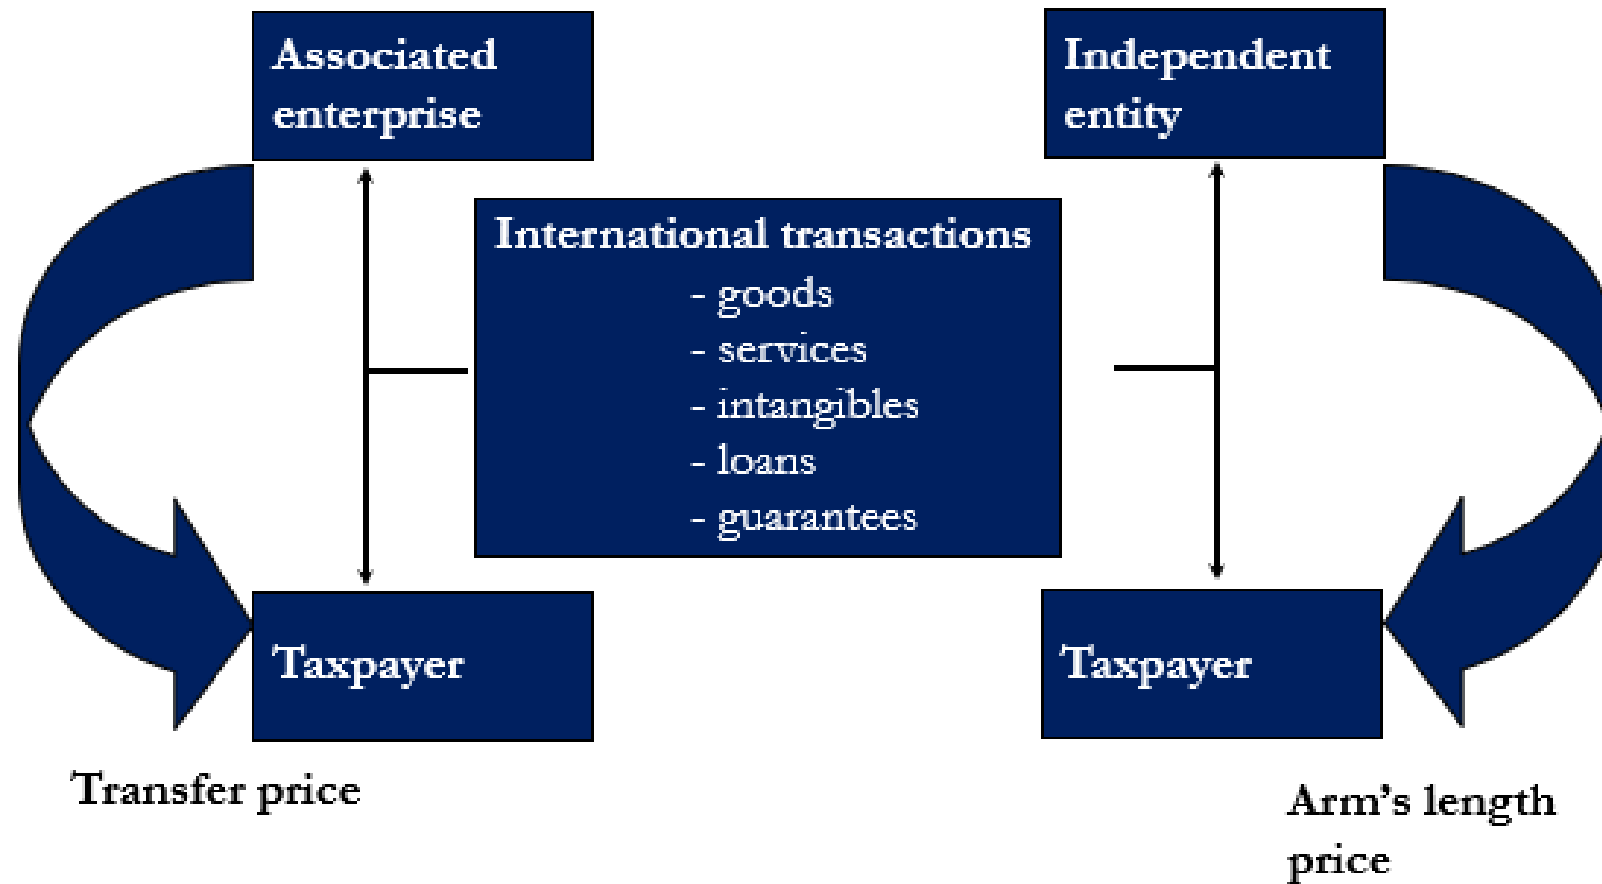 Associated
enterprise
Independent
entity
International transactions
- goods
- services
- intangibles
- loans
- guarantees
Taxpayer
Taxpayer
Transfer price
Arm's length
price